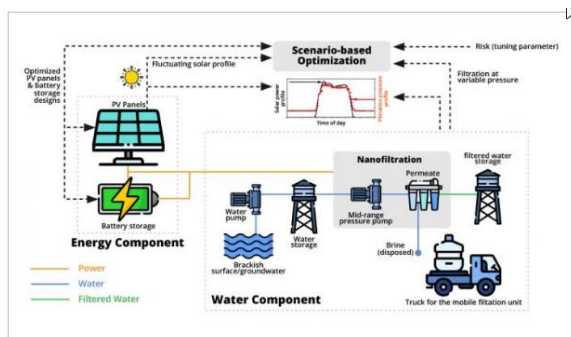 Scenario-based
Optimization
Risk (tuning parameter)
Optimized
PV panels
& battery
storage
designs
Fluctuating solar profile
Filtration at
variable pressure
Solar power
profile
Filtration pressure
profile
Time of day
PV Panels
Battery storage
Energy Component
Power
Water
Filtered Water
Nanofiltration
Permeate
filtered water
storage
Water
pump
Water
storage
Mid-range
pressure pump
Brackish
surface/groundwater
Brine
(disposed)
Water Component
Truck for the mobile filtation unit